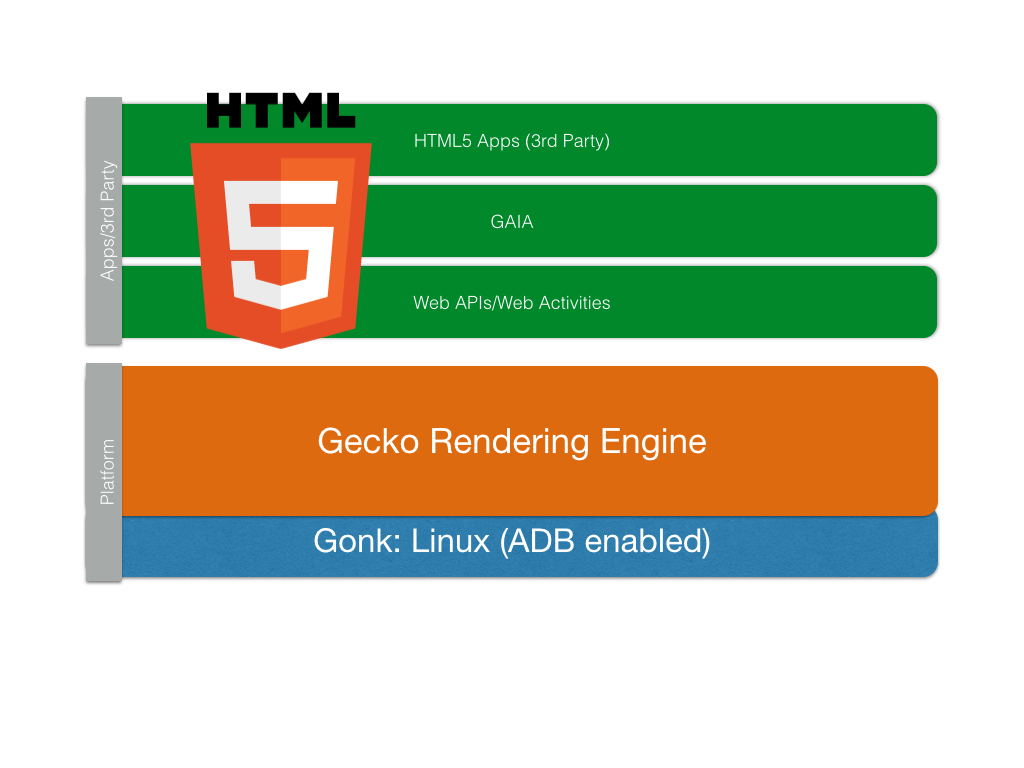 HTML
5
Apps/3rd Party
HTML5 Apps (3rd Party)
GAIA
Web APIs/Web Activities
Platform
Gecko Rendering Engine
Gonk: Linux (ADB enabled)